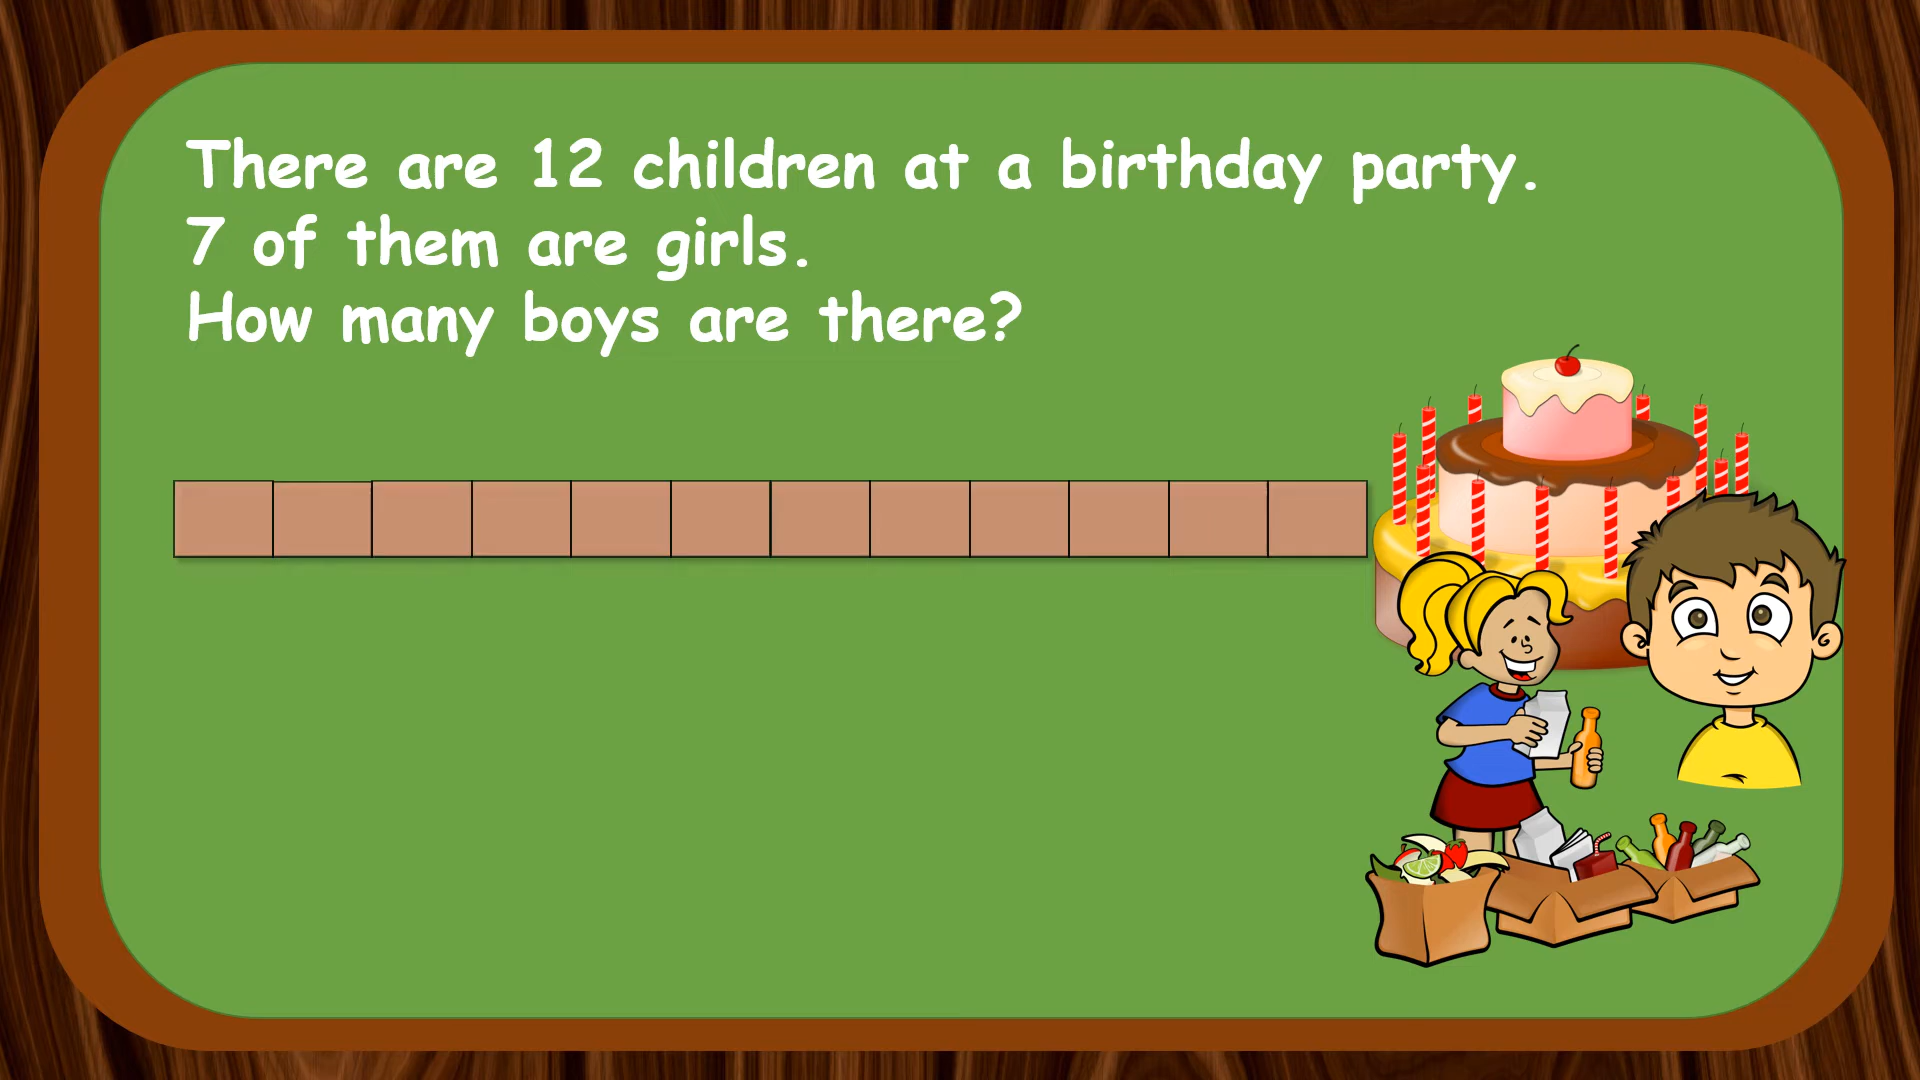 There are 12 children at a birthday party.
7 of them are girls.
How many boys are there?